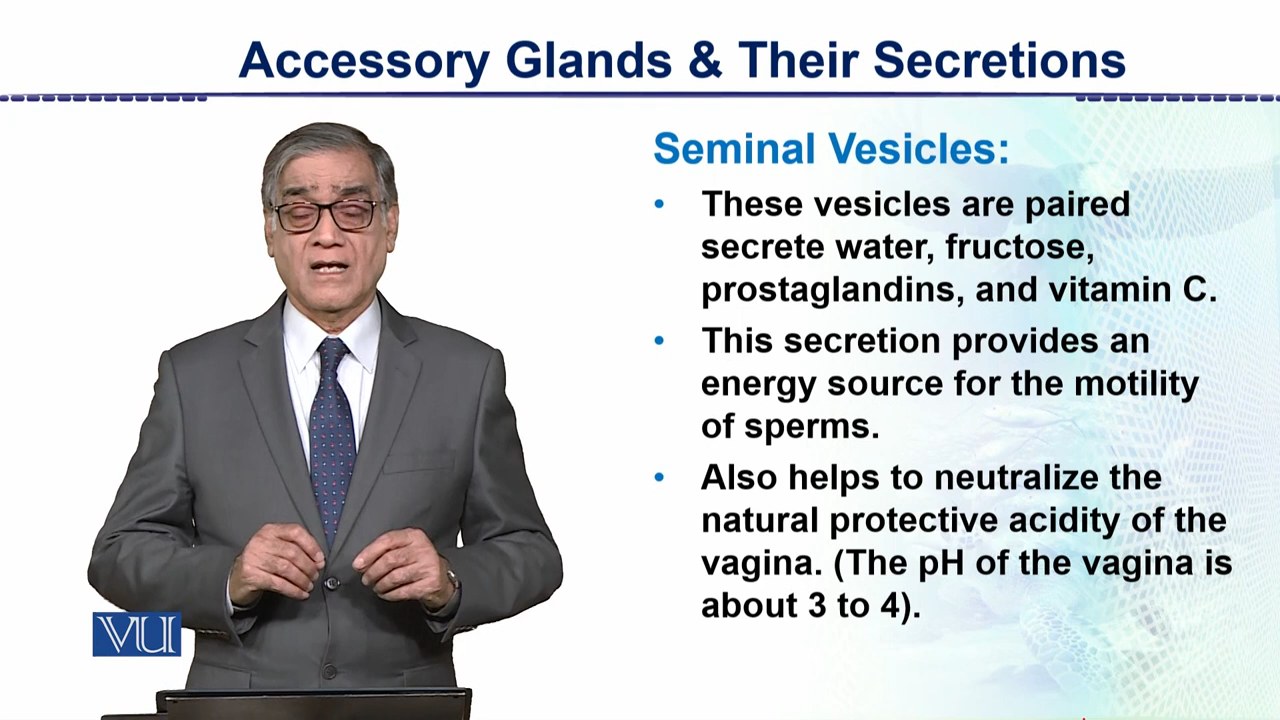 Accessory Glands & Their Secretions
Seminal Vesicles:
• These vesicles are paired
secrete water, fructose,
prostaglandins, and vitamin C.
• This secretion provides an
energy source for the motility
of sperms.
• Also helps to neutralize the
natural protective acidity of the
vagina. (The pH of the vagina is
about 3 to 4).
VU